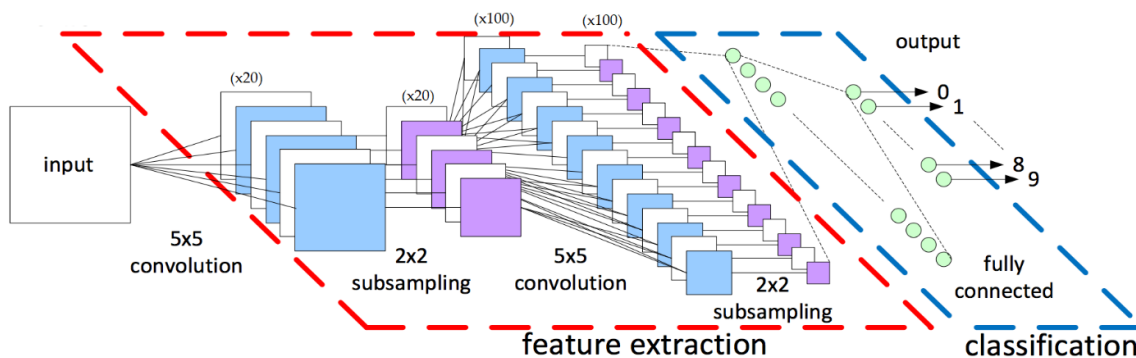 input
5x5
convolution
(x20)
2x2
subsampling
(x20)
5x5
convolution
(x100)
2x2
subsampling
(x100)
feature extraction
output
0
1
8
9
fully
connected
classification